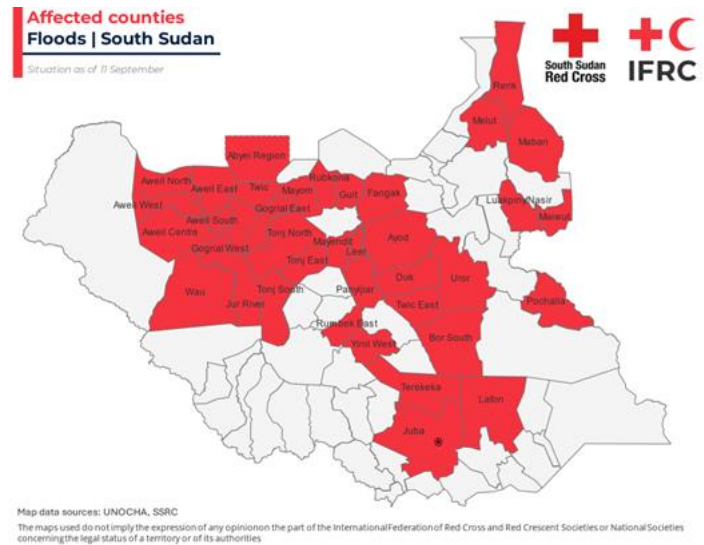 Affected counties
Floods | South Sudan
Situation as of 11 September
South Sudan
Red Cross
IFRC
Renk
Melut
Maban
Abyei Region
Rubkona
Aweil North
Aweil East
Twic
Mayom
Guit
Fangak
Luakpiny/Nasir
Aweil West
Gogrial East
Maiwut
Aweil South
Aweil Centre
Tonj North
Mayendit
Ayod
Gogrial West
Leer
Tonj East
Duk
Uror
Wau
Tonj South
Panyijiar
Jur River
Twic East
Pochalla
Rumbek East
Yirol West
Bor South
Terekeka
Lafon
Juba
Map data sources: UNOCHA, SSRC
The maps used do not imply the expression of any opinionon the part of the InternationalFederation of Red Cross and Red Crescent Societies or National Societies
concerning the legal status of a territory or of its authorities